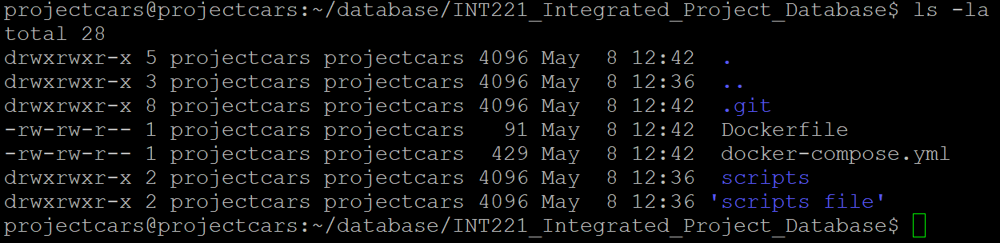 projectcars@projectcars:~/database/INT221_Integrated_Project_Database$ ls -la
total 28
drwxrwxr-x 5 projectcars projectcars 4096 May  8 12:42  .
drwxrwxr-x 3 projectcars projectcars 4096 May  8 12:36  ..
drwxrwxr-x 8 projectcars projectcars 4096 May  8 12:42  .git
-rw-rw-r-- 1 projectcars projectcars   91 May  8 12:42  Dockerfile
-rw-rw-r-- 1 projectcars projectcars  429 May  8 12:42  docker-compose.yml
drwxrwxr-x 2 projectcars projectcars 4096 May  8 12:36  scripts
drwxrwxr-x 2 projectcars projectcars 4096 May  8 12:36 'scripts file'
projectcars@projectcars:~/database/INT221_Integrated_Project_Database$